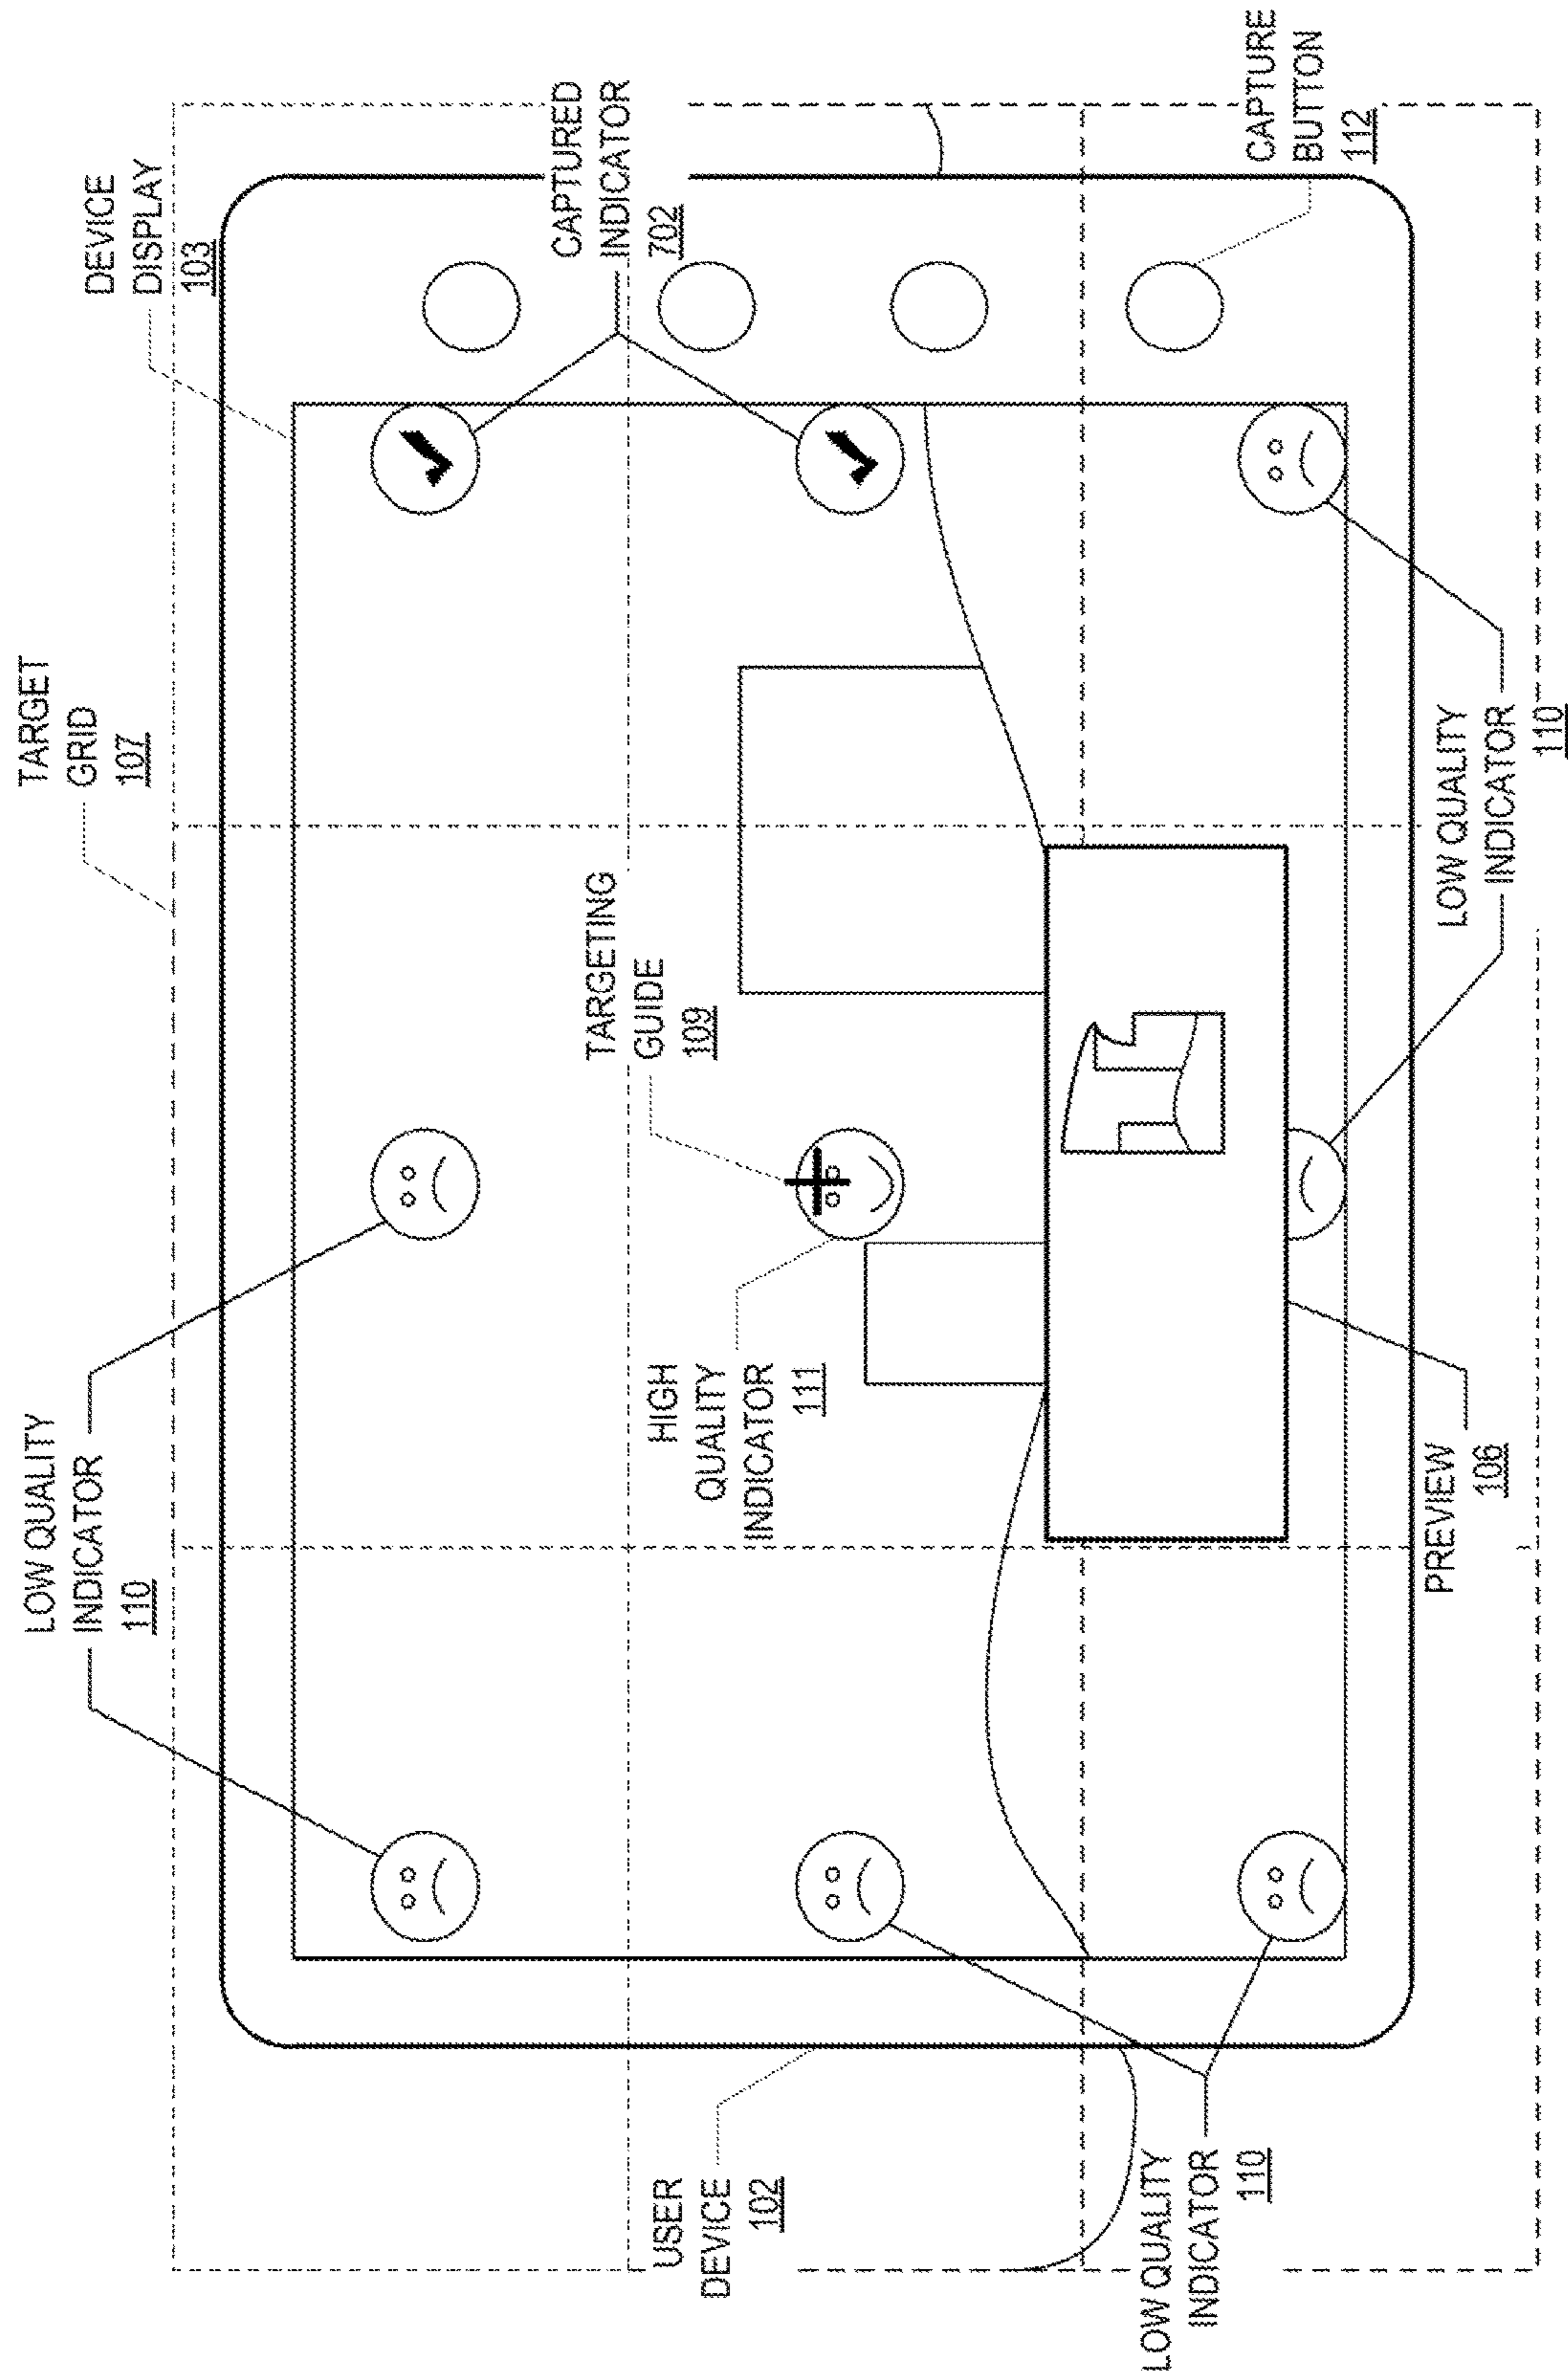 TARGET
GRID
107
DEVICE
DISPLAY
103
LOW QUALITY
INDICATOR
110
CAPTURED
INDICATOR
702
TARGETING
GUIDE
109
HIGH
QUALITY
INDICATOR
111
USER
DEVICE
102
CAPTURE
BUTTON
112
LOW QUALITY
INDICATOR
110
PREVIEW
106
LOW QUALITY
INDICATOR
110